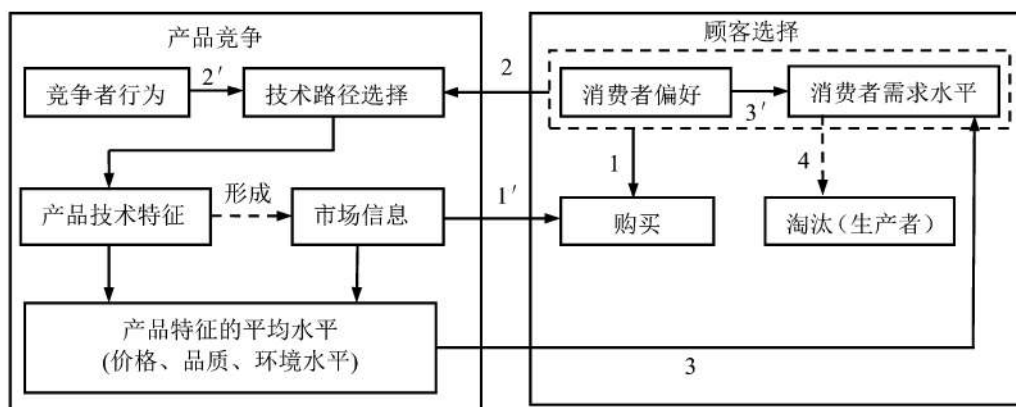 产品竞争
顾客选择
竞争者行为
2′
技术路径选择
2
消费者偏好
3′
消费者需求水平
1
4
产品技术特征
形成
市场信息
1′
购买
淘汰(生产者)
产品特征的平均水平
(价格、品质、环境水平)
3